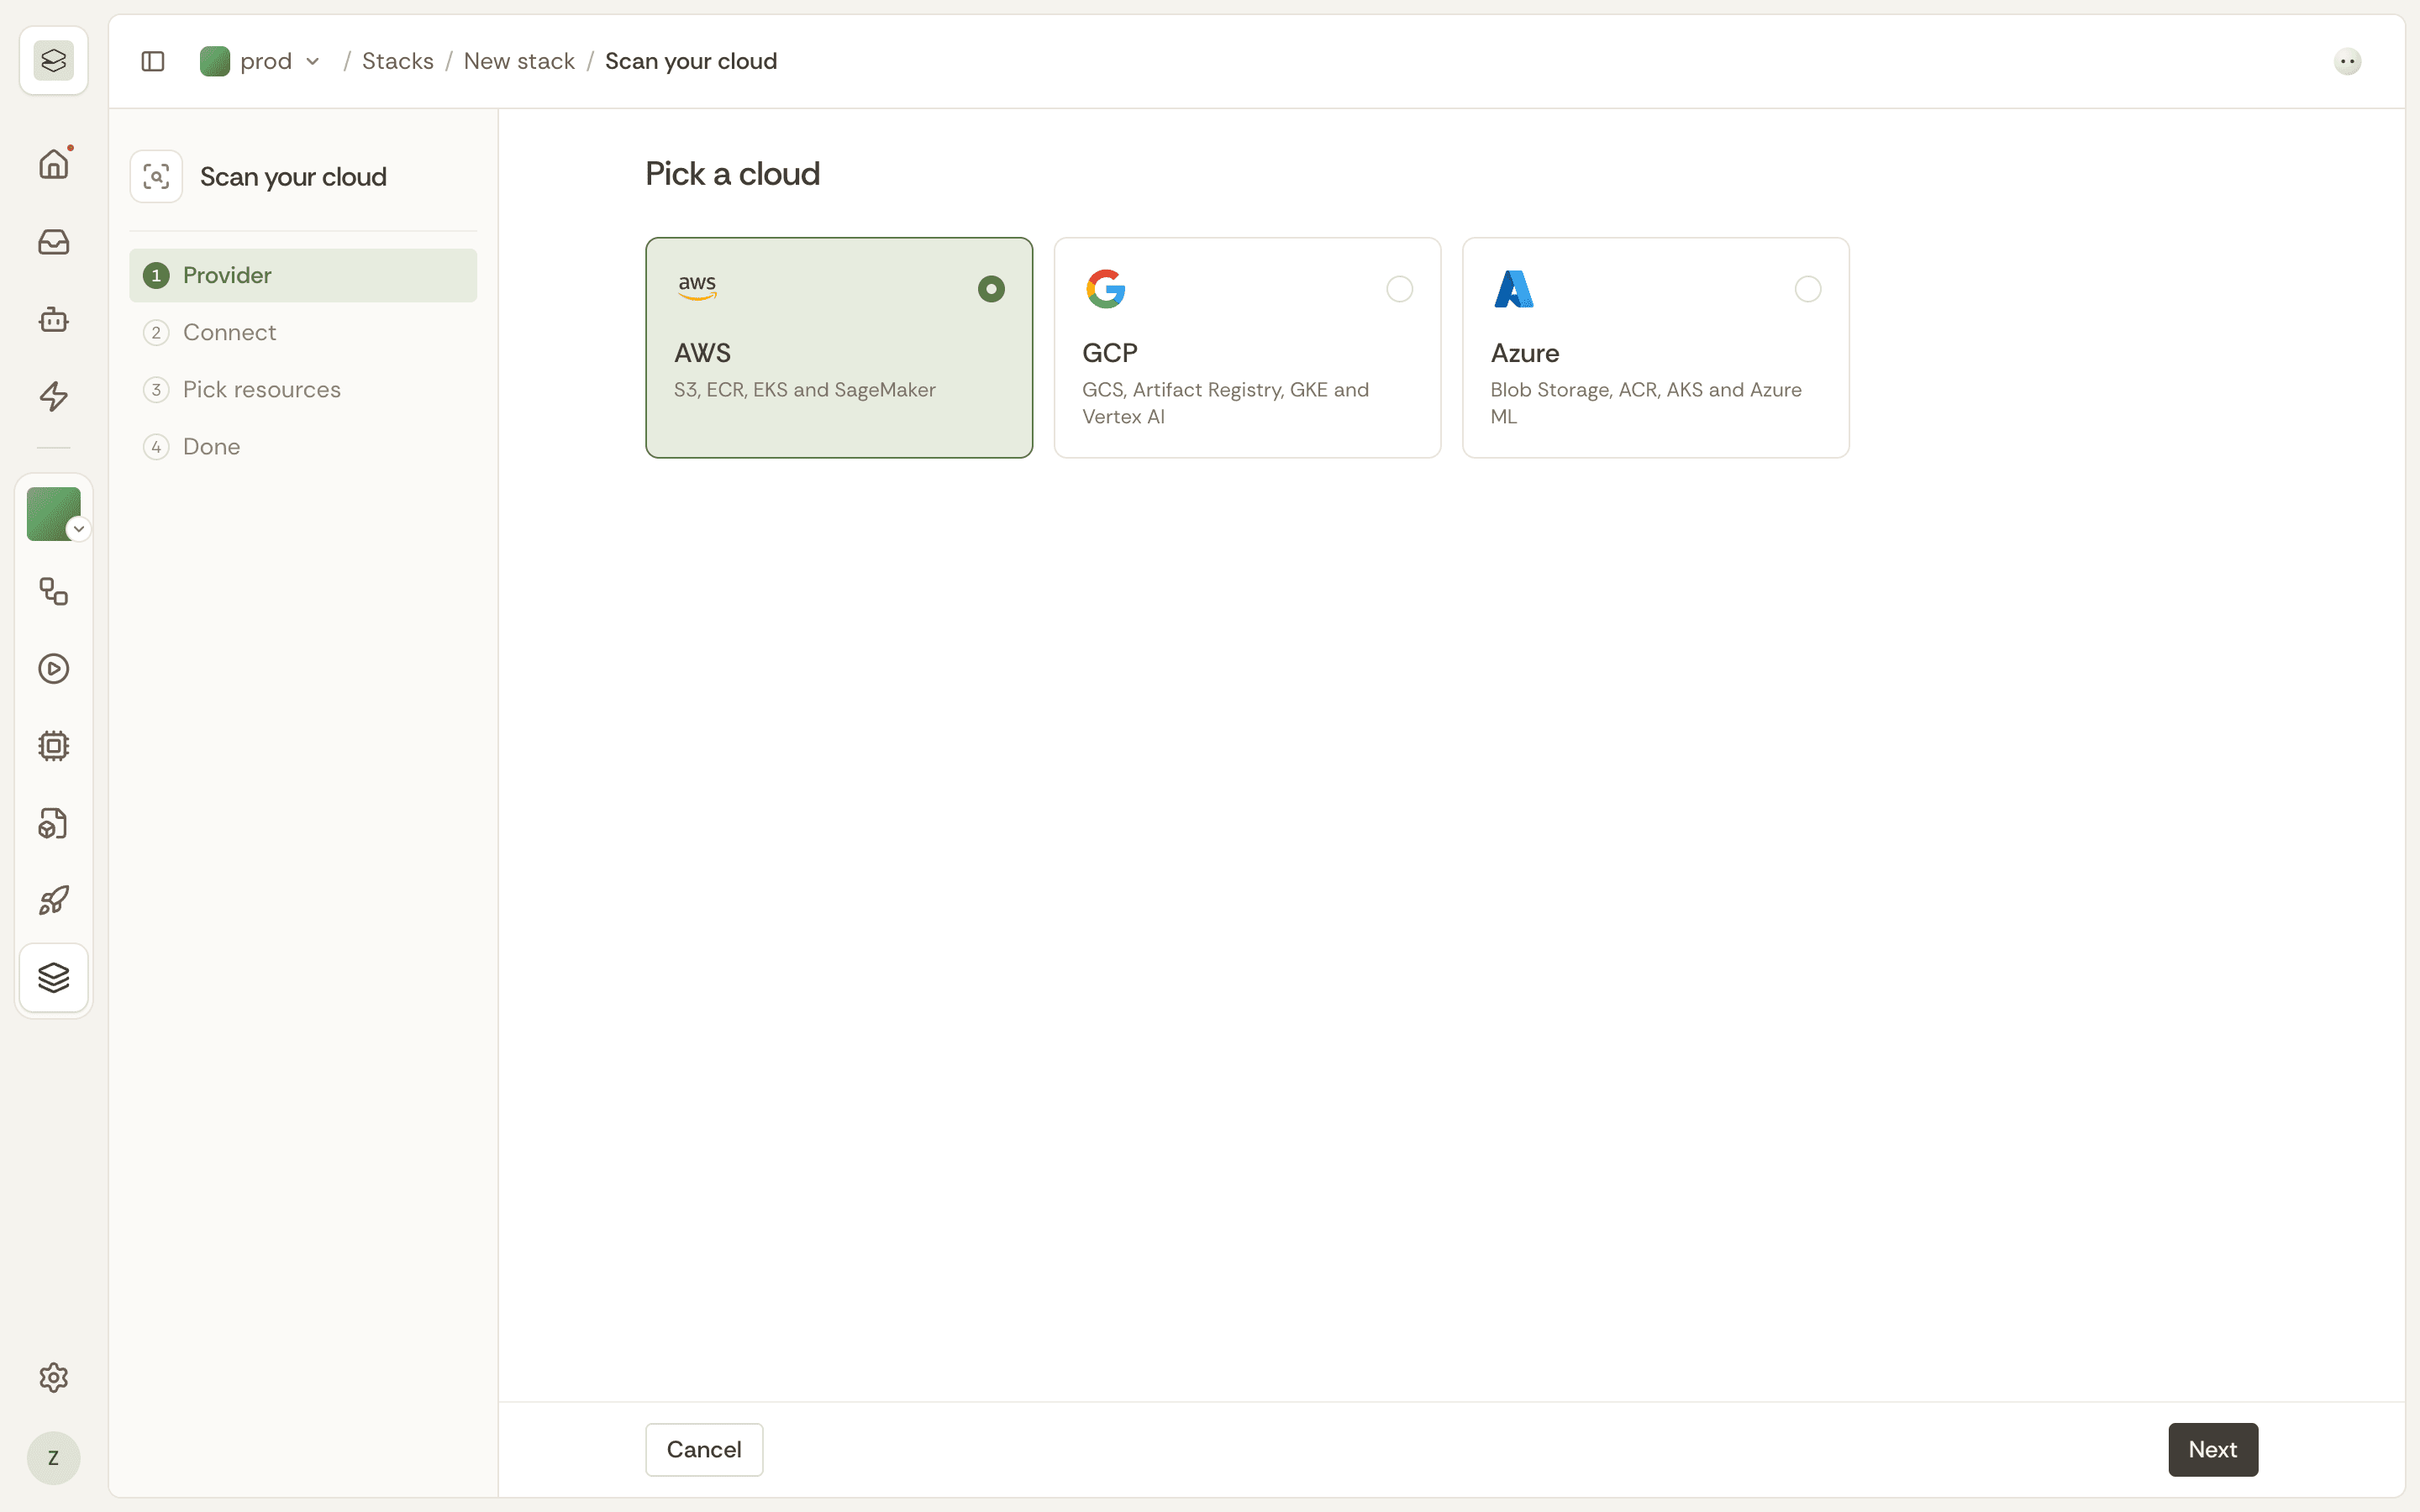 prod / Stacks / New stack / Scan your cloud
Scan your cloud
1 Provider
2 Connect
3 Pick resources
4 Done
Pick a cloud
aws
AWS
S3, ECR, EKS and SageMaker
GCP
GCS, Artifact Registry, GKE and
Vertex AI
Azure
Blob Storage, ACR, AKS and Azure
ML
Z
Cancel
Next